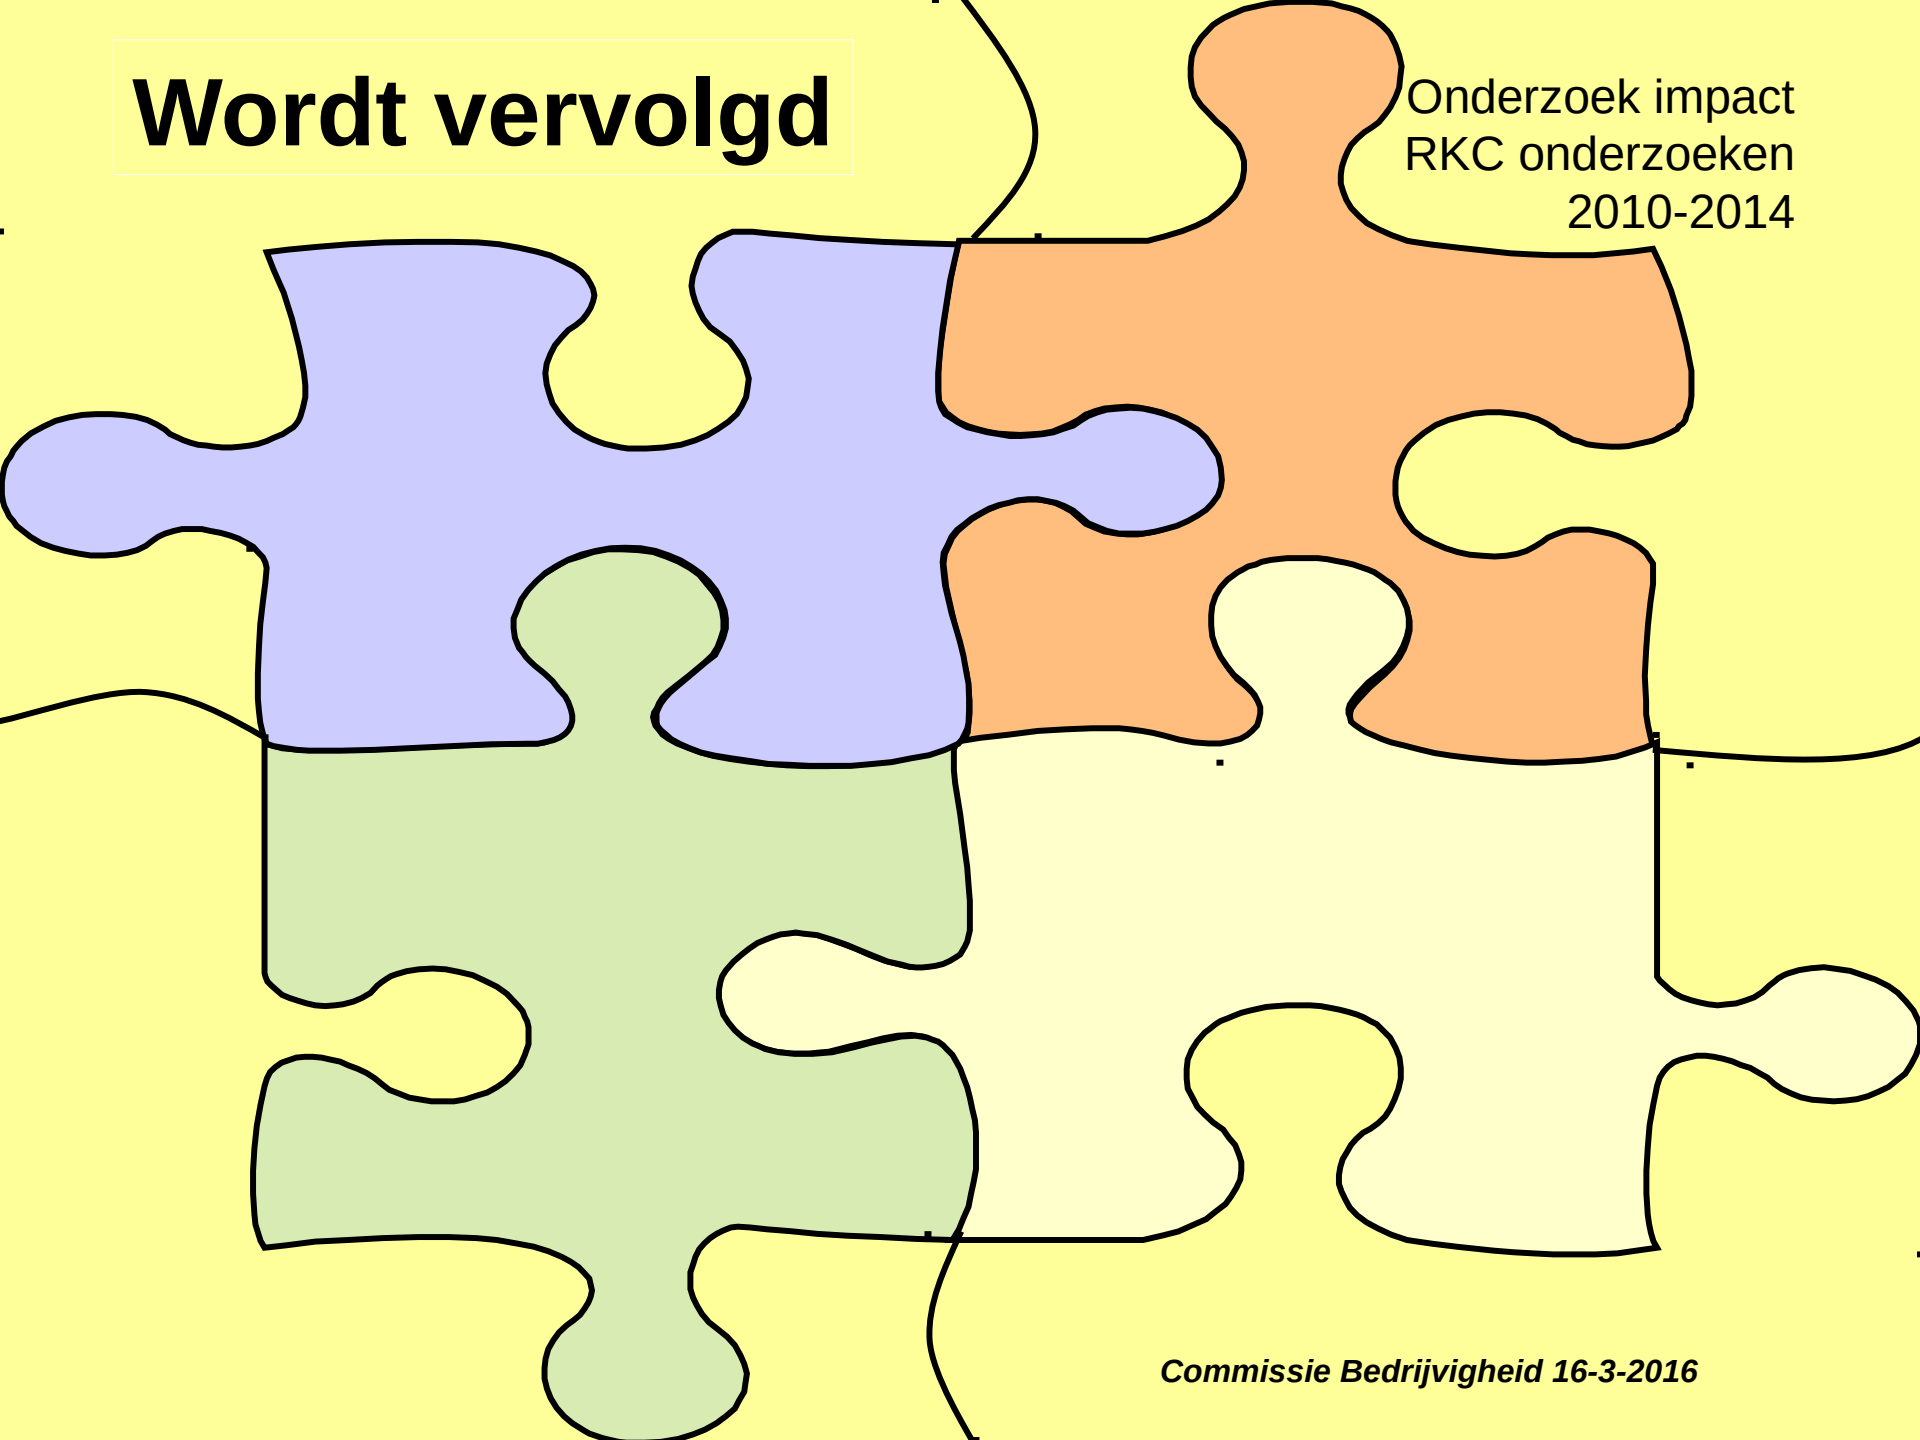 Wordt vervolgd
Onderzoek impact
RKC onderzoeken
2010-2014
Commissie Bedrijvigheid 16-3-2016